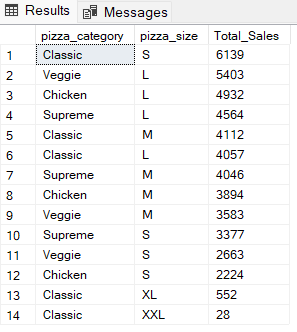 Results Messages
pizza_category pizza_size Total_Sales
1 Classic S 6139
2 Veggie L 5403
3 Chicken L 4932
4 Supreme L 4564
5 Classic M 4112
6 Classic L 4057
7 Supreme M 4046
8 Chicken M 3894
9 Veggie M 3583
10 Supreme S 3377
11 Veggie S 2663
12 Chicken S 2224
13 Classic XL 552
14 Classic XXL 28